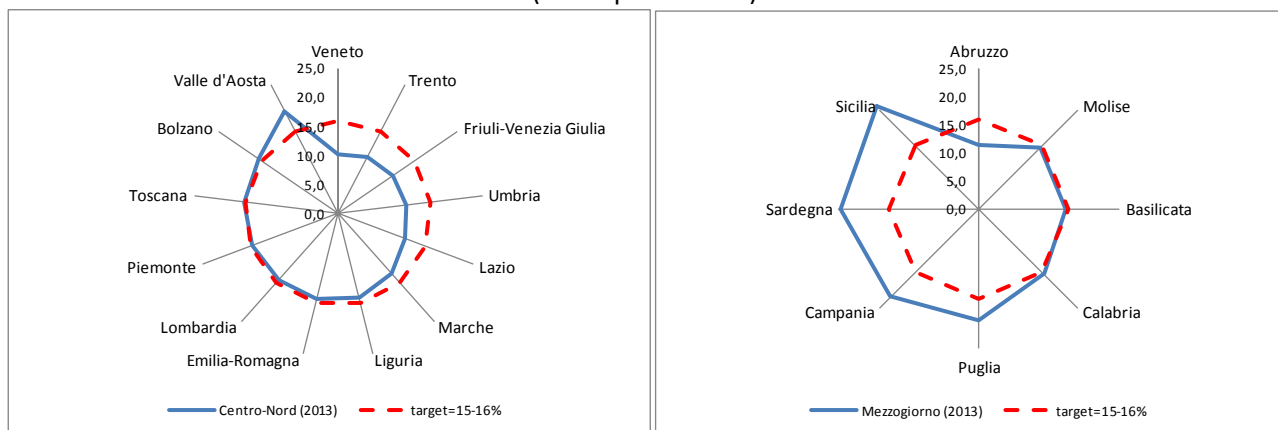 Veneto
25,0
20,0
15,0
10,0
5,0
0,0
Trento
Friuli-Venezia Giulia
Umbria
Lazio
Marche
Liguria
Emilia-Romagna
Lombardia
Piemonte
Toscana
Bolzano
Valle d'Aosta
Centro-Nord (2013)
target=15-16%
Abruzzo
25,0
20,0
15,0
10,0
5,0
0,0
Molise
Basilicata
Calabria
Puglia
Campania
Sardegna
Sicilia
Mezzogiorno (2013)
target=15-16%